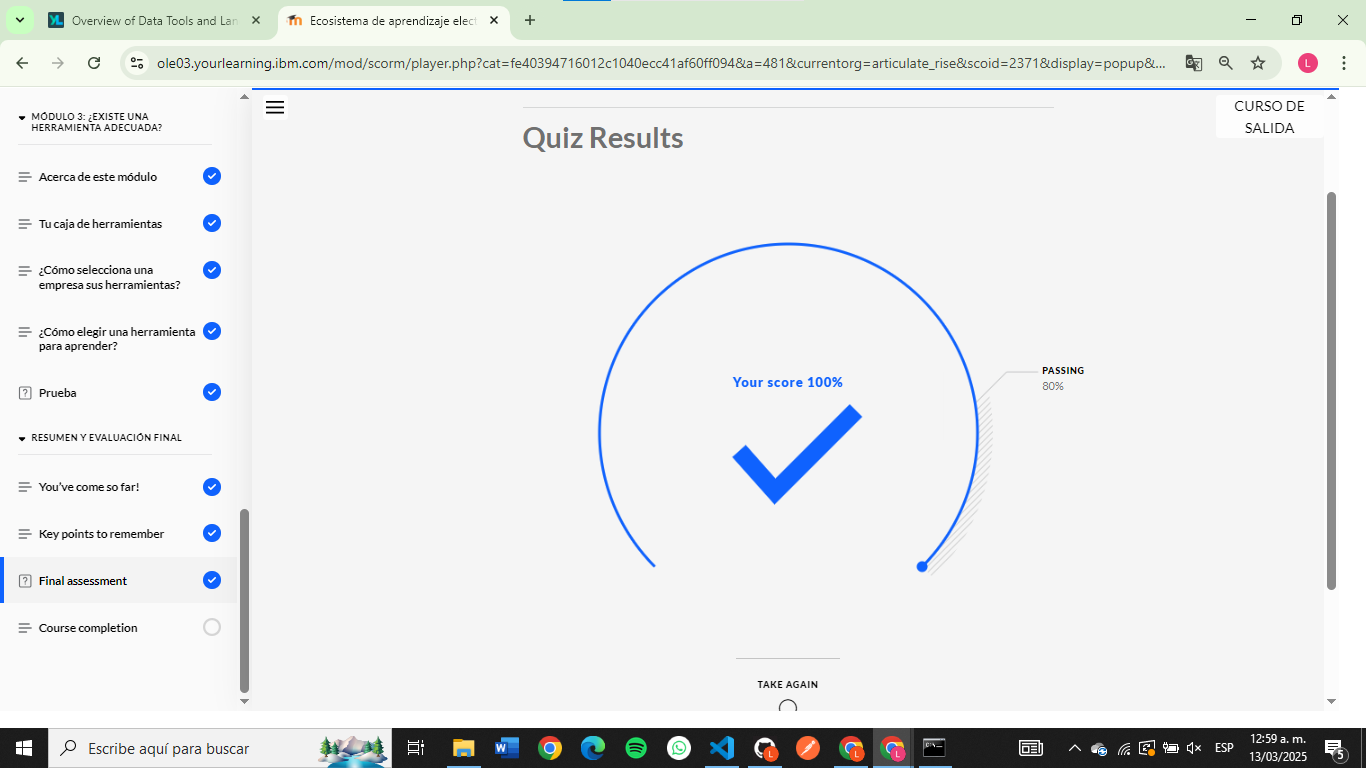 Overview of Data Tools and Lan
Ecosistema de aprendizaje elect
ole03.yourlearning.ibm.com/mod/scorm/player.php?cat=fe40394716012c1040ecc41af60ff094&a=481&currentorg=articulate_rise&scoid=2371&display=popup&...
L
MÓDULO 3: ¿EXISTE UNA
HERRAMIENTA ADECUADA?
Acerca de este módulo
Tu caja de herramientas
¿Cómo selecciona una
empresa sus herramientas?
¿Cómo elegir una herramienta
para aprender?
Prueba
RESUMEN Y EVALUACIÓN FINAL
You've come so far!
Key points to remember
Final assessment
Course completion
CURSO DE
SALIDA
Quiz Results
Your score 100%
PASSING
80%
TAKE AGAIN
Escribe aquí para buscar
ESP
12:59 a. m.
13/03/2025
5